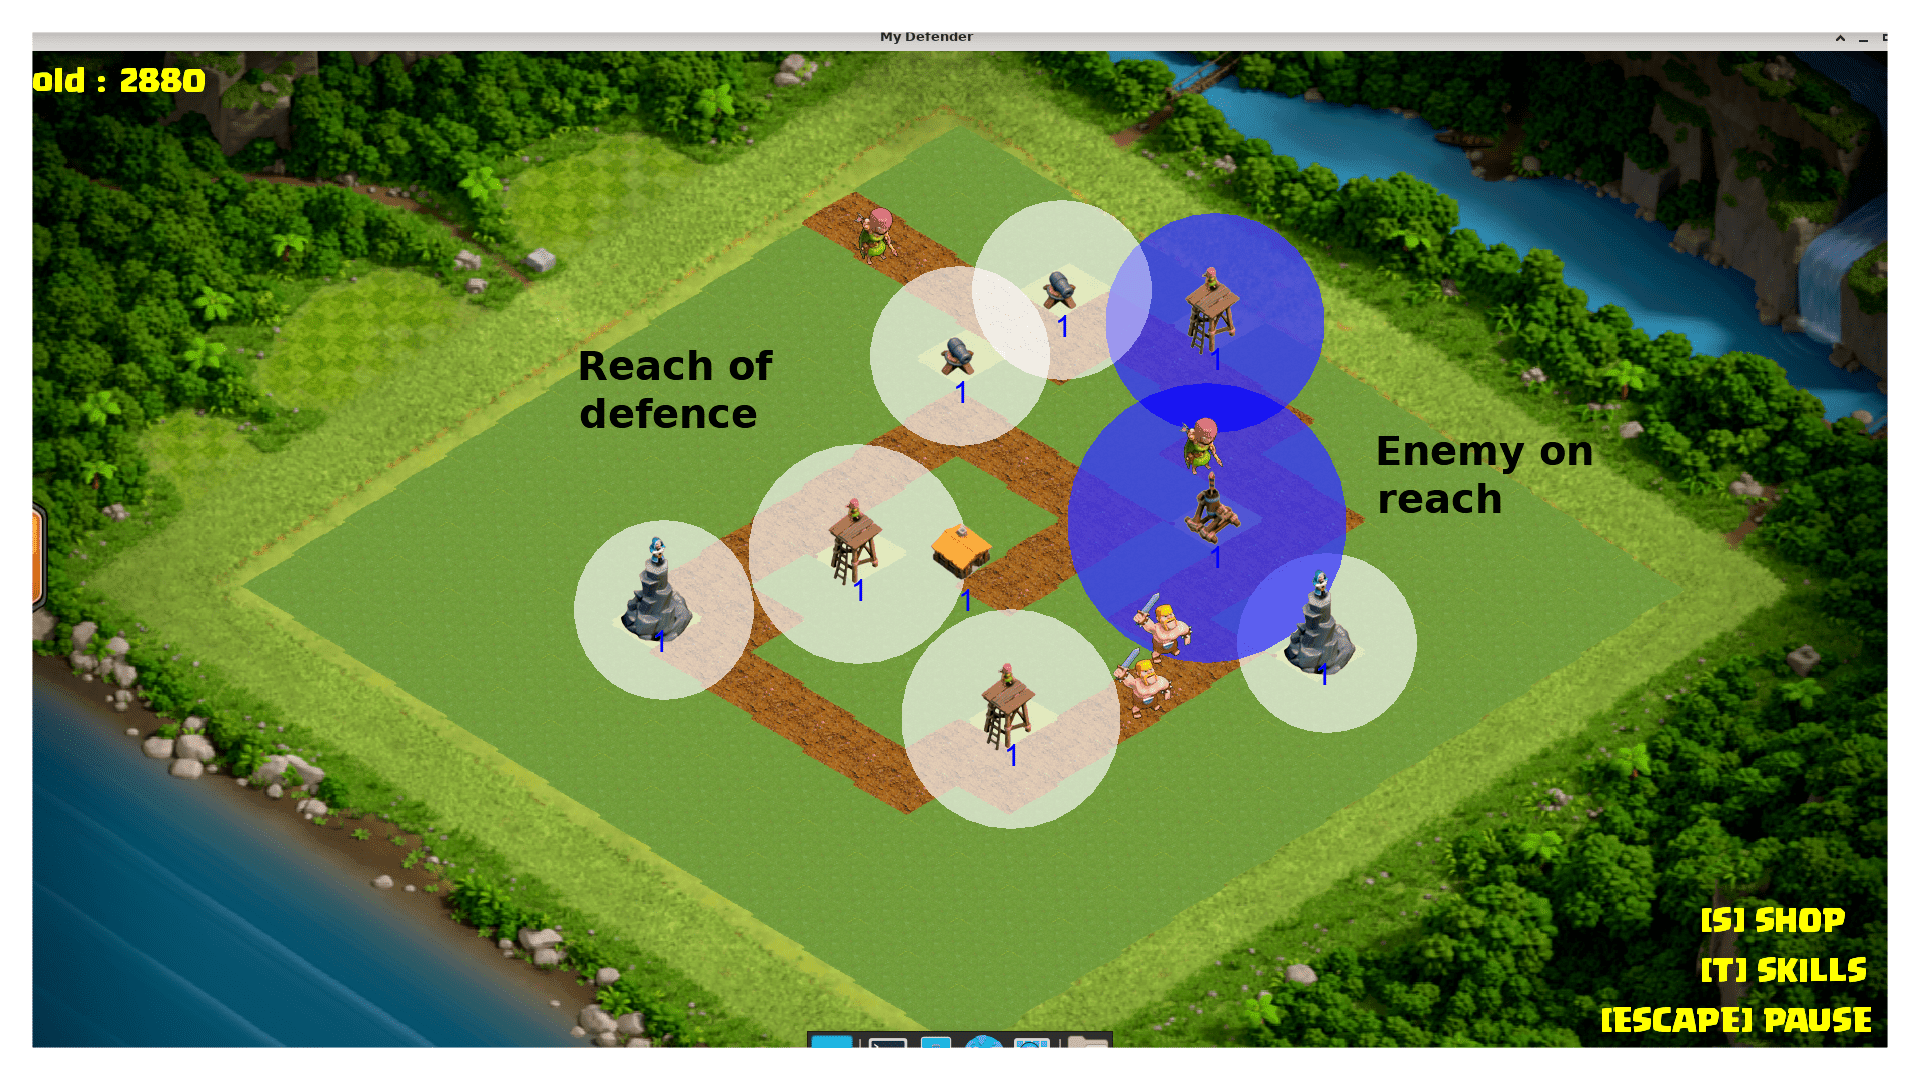 My Defender
old : 2880
1
1
1
Reach of
defence
Enemy on
reach
1
1
1
1
1
1
[S] SHOP
[T] SKILLS
[ESCAPE] PAUSE